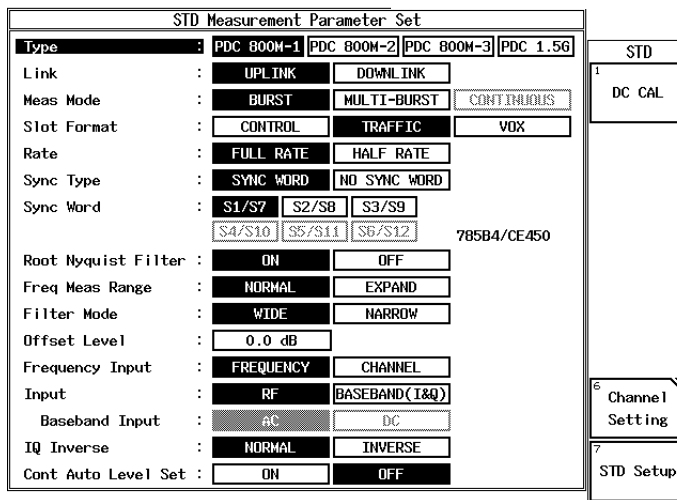 STD Measurement Parameter Set
Type : PDC 800M-1 PDC 800M-2 PDC 800M-3 PDC 1.5G
Link : UPLINK DOWNLINK
Meas Mode : BURST MULTI-BURST CONTINUOUS
Slot Format : CONTROL TRAFFIC VOX
Rate : FULL RATE HALF RATE
Sync Type : SYNC WORD NO SYNC WORD
Sync Word : S1/S7 S2/S8 S3/S9
S4/S10 S5/S11 S6/S12 785B4/CE450
Root Nyquist Filter : ON OFF
Freq Meas Range : NORMAL EXPAND
Filter Mode : WIDE NARROW
Offset Level : 0.0 dB
Frequency Input : FREQUENCY CHANNEL
Input : RF BASEBAND(I&Q)
Baseband Input : AC DC
IQ Inverse : NORMAL INVERSE
Cont Auto Level Set : ON OFF
STD
1
DC CAL
6
Channel
Setting
7
STD Setup